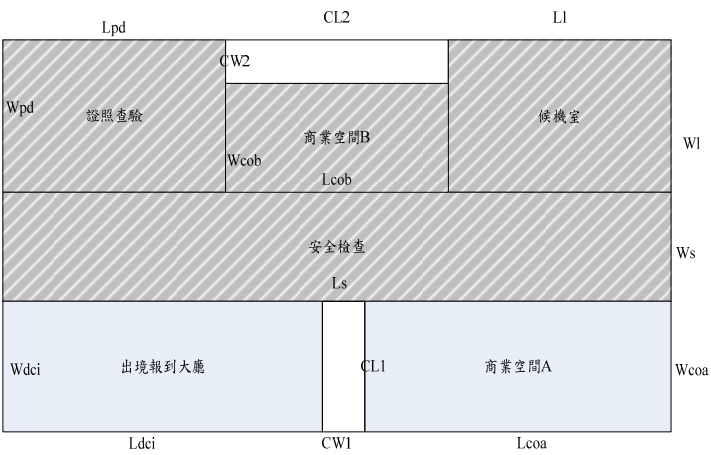 Lpd
CL2
Ll
CW2
Wpd
證照查驗
商業空間B
候機室
Wl
Wcob
Lcob
安全檢查
Ws
Ls
Wdci
出境報到大廳
CL1
商業空間A
Wcoa
Ldci
CW1
Lcoa